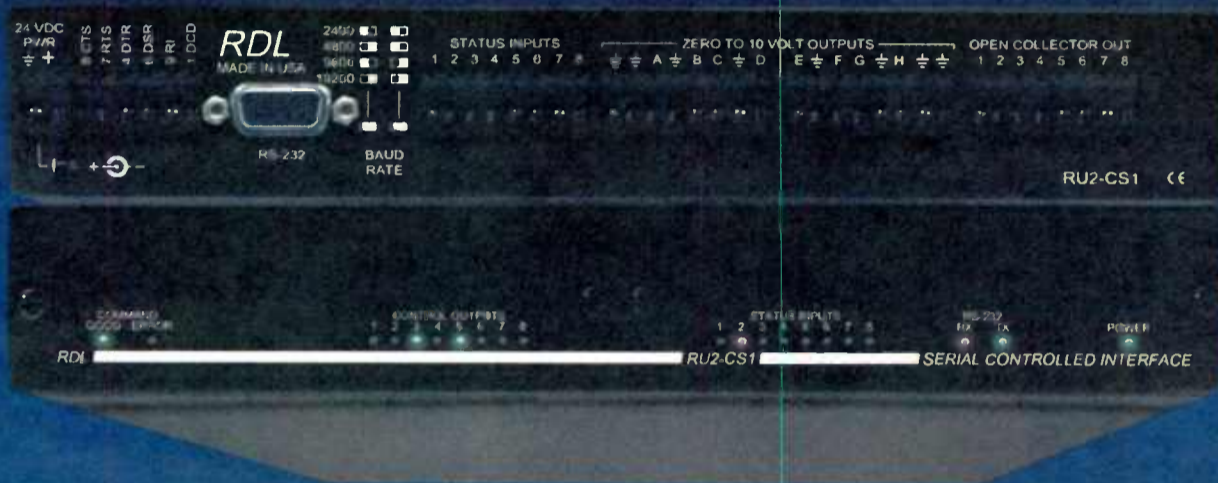 24 VDC
PWR
8 CTS
7 RTS
4 DTR
6 DSR
9 RI
1 DCD
RDL
MADE IN USA
RS-232
2400
4800
9600
19200
BAUD
RATE
STATUS INPUTS
1 2 3 4 5 6 7 8
ZERO TO 10 VOLT OUTPUTS
A B C D E F G H
OPEN COLLECTOR OUT
1 2 3 4 5 6 7 8
RU2-CS1 CE
COMMAND
GOOD ERROR
CONTROL OUTPUTS
1 2 3 4 5 6 7 8
STATUS INPUTS
1 2 3 4 5 6 7 8
RS-232
RX TX
POWER
RDL RU2-CS1 SERIAL CONTROLLED INTERFACE